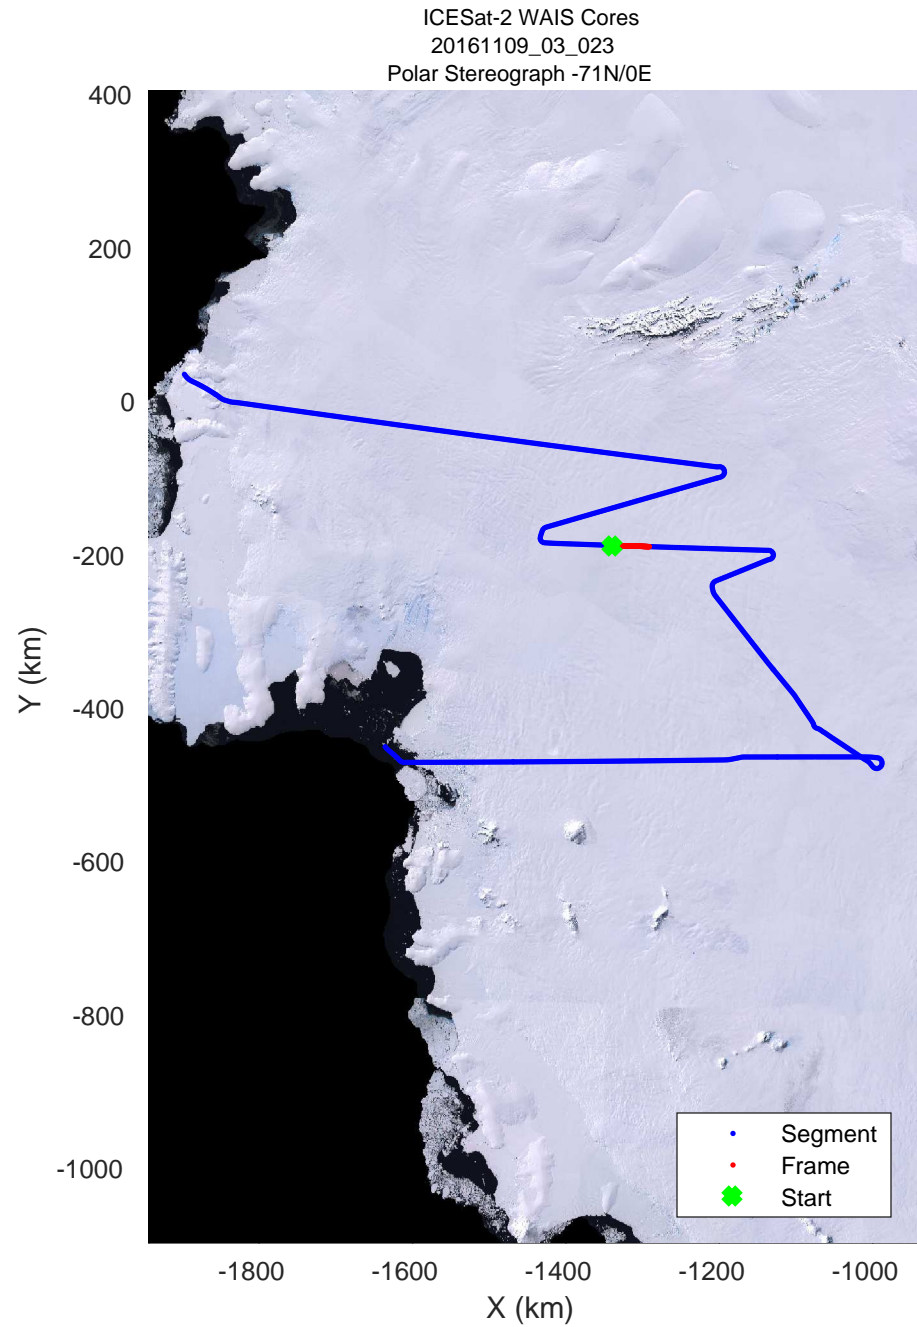 ICESat-2 WAIS Cores
20161109_03_023
Polar Stereograph -71N/0E
400
200
0
-200
-400
-600
-800
-1000
Y (km)
Segment
Frame
Start
-1800
-1600
-1400
-1200
-1000
X (km)